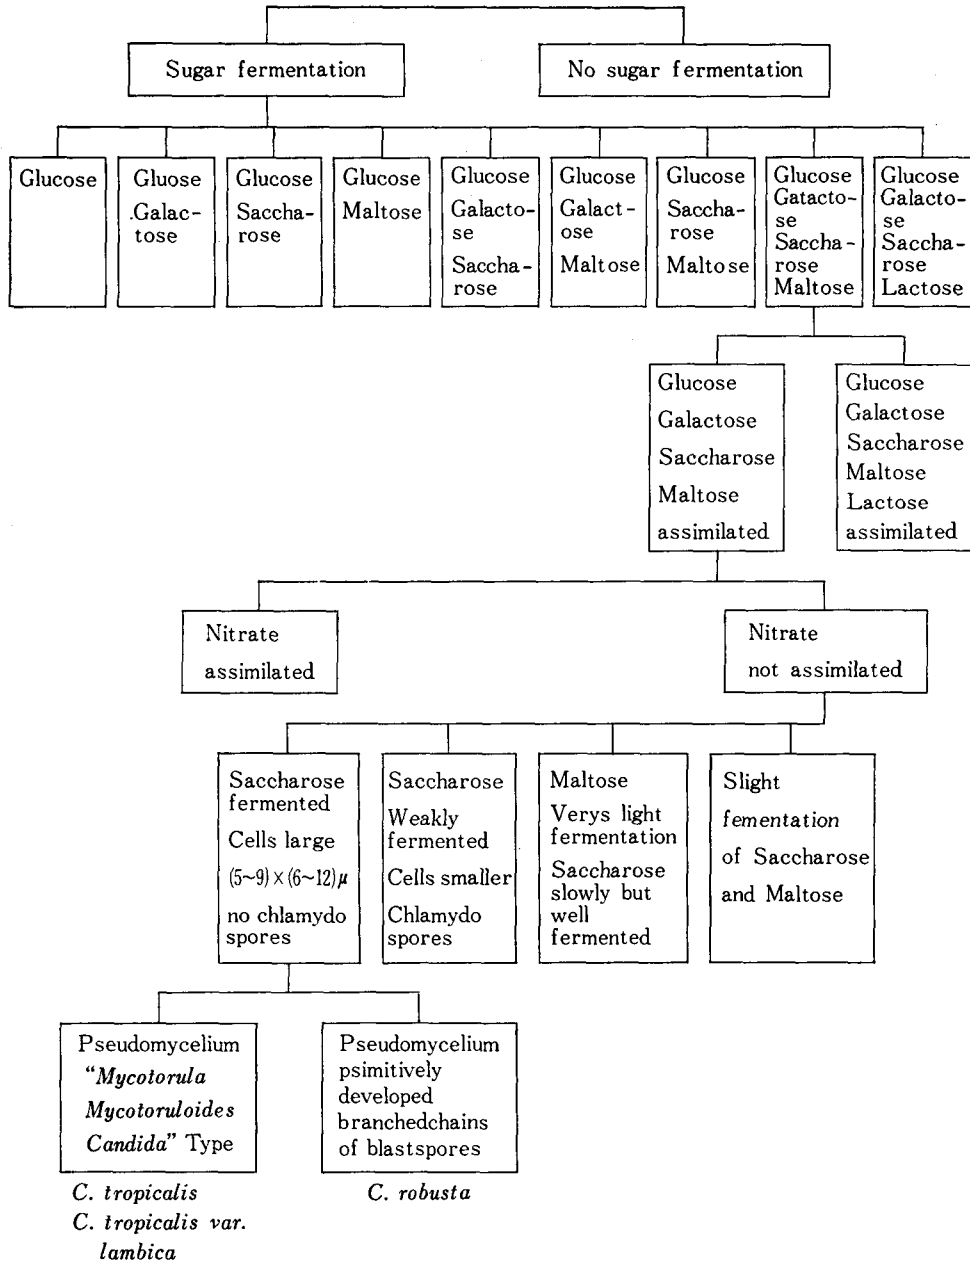 Sugar fermentation
No sugar fermentation
Glucose
Gluose
.Galac-
tose
Glucose
Saccha-
rose
Glucose
Maltose
Glucose
Galacto-
se
Saccha-
rose
Glucose
Galact-
ose
Maltose
Glucose
Saccha-
rose
Maltose
Glucose
Gatacto-
se
Saccha-
rose
Maltose
Glucose
Galacto-
se
Saccha-
rose
Lactose
Glucose
Galactose
Saccharose
Maltose
assimilated
Glucose
Galactose
Saccharose
Maltose
Lactose
assimilated
Nitrate
assimilated
Nitrate
not assimilated
Saccharose
fermented
Cells large
(5~9)×(6~12)μ
no chlamydo
spores
Saccharose
Weakly
fermented
Cells smaller
Chlamydo
spores
Maltose
Verys light
fermentation
Saccharose
slowly but
well
fermented
Slight
fementation
of Saccharose
and Maltose
Pseudomycelium
“Mycotorula
Mycotoruloides
Candida” Type
Pseudomycelium
psimitively
developed
branchedchains
of blastspores
C. tropicalis
C. tropicalis var.
lambica
C. robusta